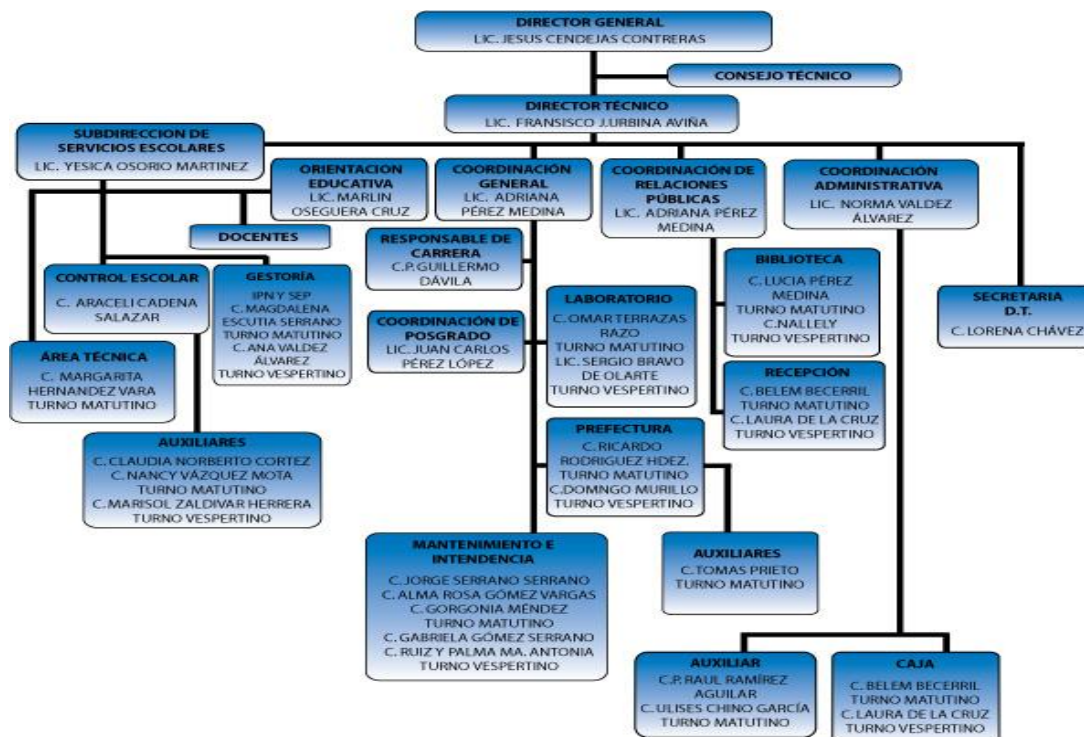 DIRECTOR GENERAL
LIC. JESUS CENDEJAS CONTRERAS
CONSEJO TÉCNICO
DIRECTOR TÉCNICO
LIC. FRANSISCO J.URBINA AVIÑA
SUBDIRECCION DE
SERVICIOS ESCOLARES
LIC. YESICA OSORIO MARTINEZ
ORIENTACION
EDUCATIVA
LIC. MARLIN
OSEGUERA CRUZ
COORDINACIÓN
GENERAL
LIC. ADRIANA
PÉREZ MEDINA
COORDINACIÓN DE
RELACIONES
PÚBLICAS
LIC. ADRIANA PÉREZ
MEDINA
COORDINACIÓN
ADMINISTRATIVA
LIC. NORMA VALDEZ
ÁLVAREZ
DOCENTES
CONTROL ESCOLAR
C. ARACELI CADENA
SALAZAR
GESTORÍA
IPN Y SEP
C. MAGDALENA
ESCUTIA SERRANO
TURNO MATUTINO
C. ANA VALDEZ
ÁLVAREZ
TURNO VESPERTINO
RESPONSABLE DE
CARRERA
C.P. GUILLERMO
DÁVILA
COORDINACIÓN DE
POSGRADO
LIC. JUAN CARLOS
PÉREZ LÓPEZ
LABORATORIO
C. OMAR TERRAZAS
RAZO
TURNO MATUTINO
LIC. SERGIO BRAVO
DE OLARTE
TURNO VESPERTINO
BIBLIOTECA
C. LUCIA PÉREZ
MEDINA
TURNO MATUTINO
C.NALLELY
TURNO VESPERTINO
SECRETARIA
D.T.
C. LORENA CHÁVEZ
ÁREA TÉCNICA
C. MARGARITA
HERNANDEZ VARA
TURNO MATUTINO
RECEPCIÓN
C. BELEM BECERRIL
TURNO MATUTINO
C. LAURA DE LA CRUZ
TURNO VESPERTINO
AUXILIARES
C. CLAUDIA NORBERTO CORTEZ
C. NANCY VÁZQUEZ MOTA
TURNO MATUTINO
C. MARISOL ZALDIVAR HERRERA
TURNO VESPERTINO
PREFECTURA
C. RICARDO
RODRIGUEZ HDEZ.
TURNO MATUTINO
C.DOMNGO MURILLO
TURNO VESPERTINO
MANTENIMIENTO E
INTENDENCIA
C. JORGE SERRANO SERRANO
C. ALMA ROSA GÓMEZ VARGAS
C. GORGONIA MÉNDEZ
TURNO MATUTINO
C. GABRIELA GÓMEZ SERRANO
C. RUIZ Y PALMA MA. ANTONIA
TURNO VESPERTINO
AUXILIARES
C. TOMAS PRIETO
TURNO MATUTINO
AUXILIAR
C.P. RAUL RAMÍREZ
AGUILAR
C. ULISES CHINO GARCÍA
TURNO MATUTINO
CAJA
C. BELEM BECERRIL
TURNO MATUTINO
C. LAURA DE LA CRUZ
TURNO VESPERTINO